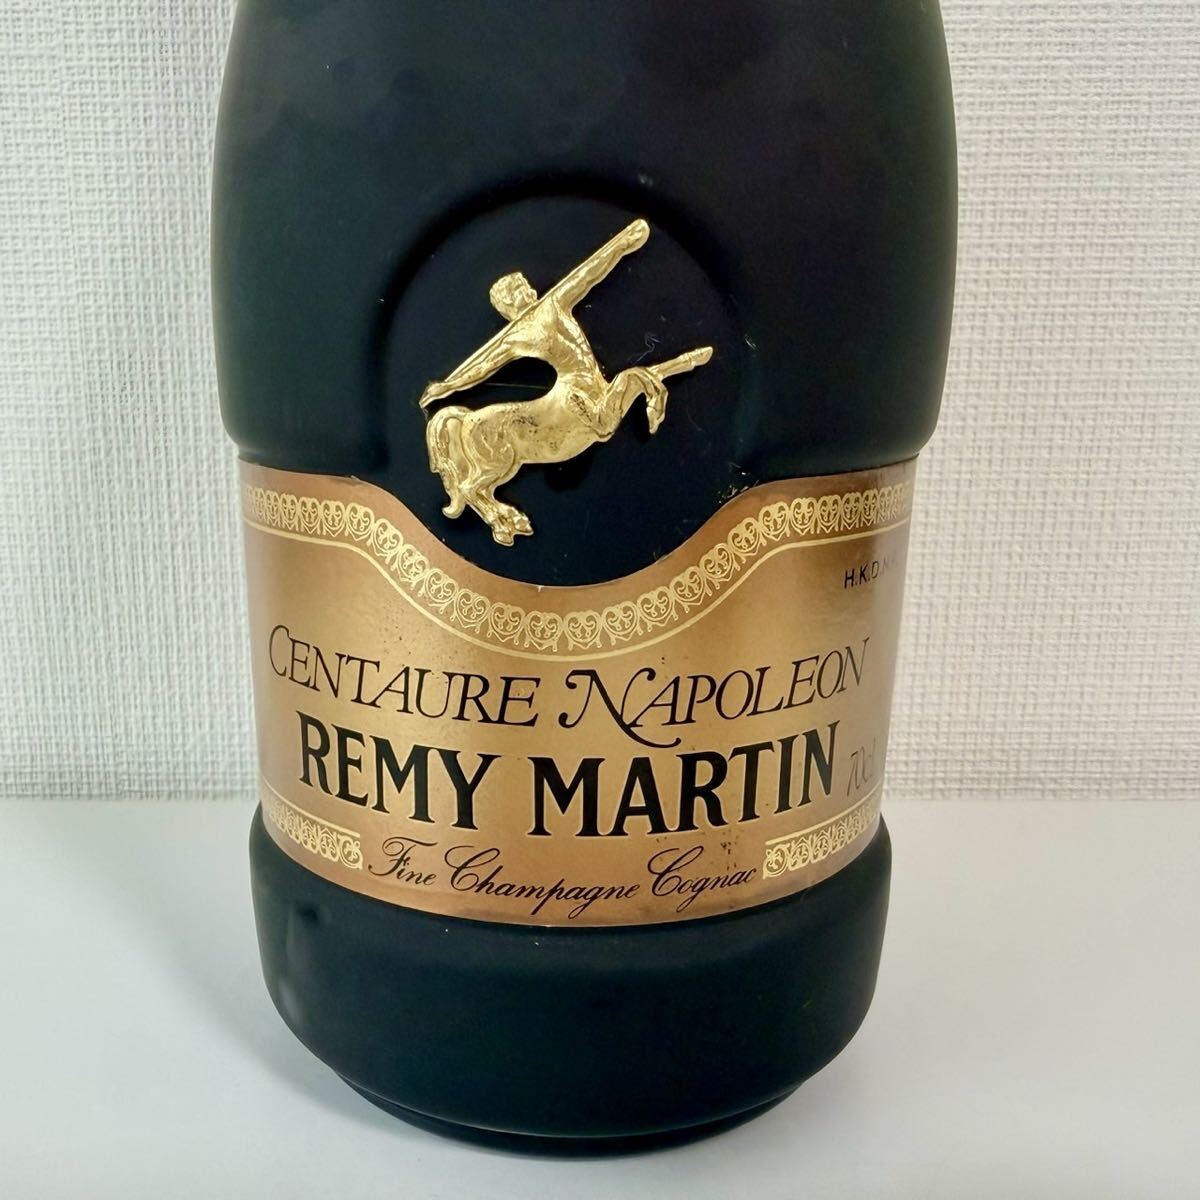 H.K.D.N.P.
CENTAURE NAPOLEON
REMY MARTIN 70cl
Fine Champagne Cognac